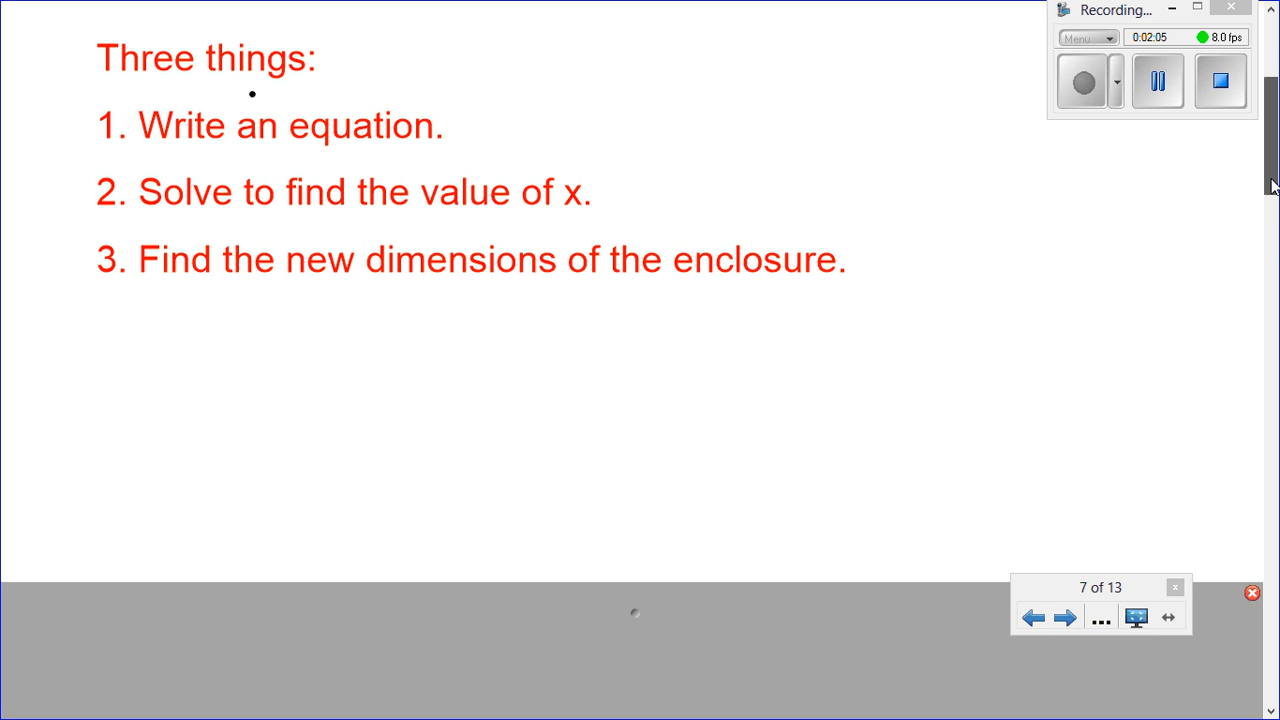 Recording...
Menu
0:02:05
8.0 fps
Three things:
1. Write an equation.
2. Solve to find the value of x.
3. Find the new dimensions of the enclosure.
7 of 13
...